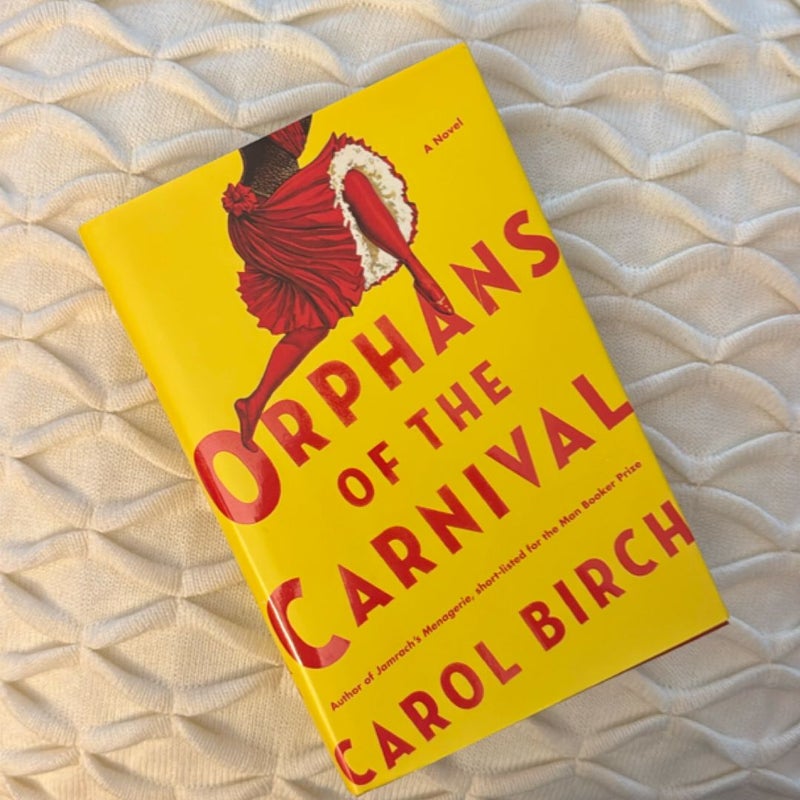 A Novel
ORPHANS
OF THE
CARNIVAL
Author of Jamrach's Menagerie, short-listed for the Man Booker Prize
CAROL BIRCH